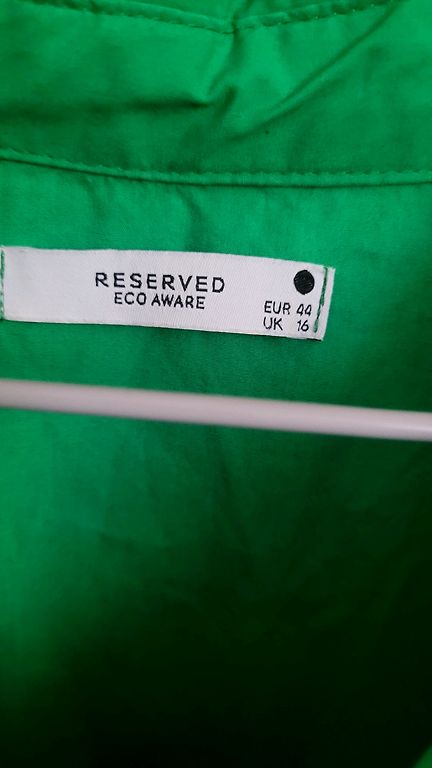 RESERVED
ECO AWARE
EUR 44
UK 16